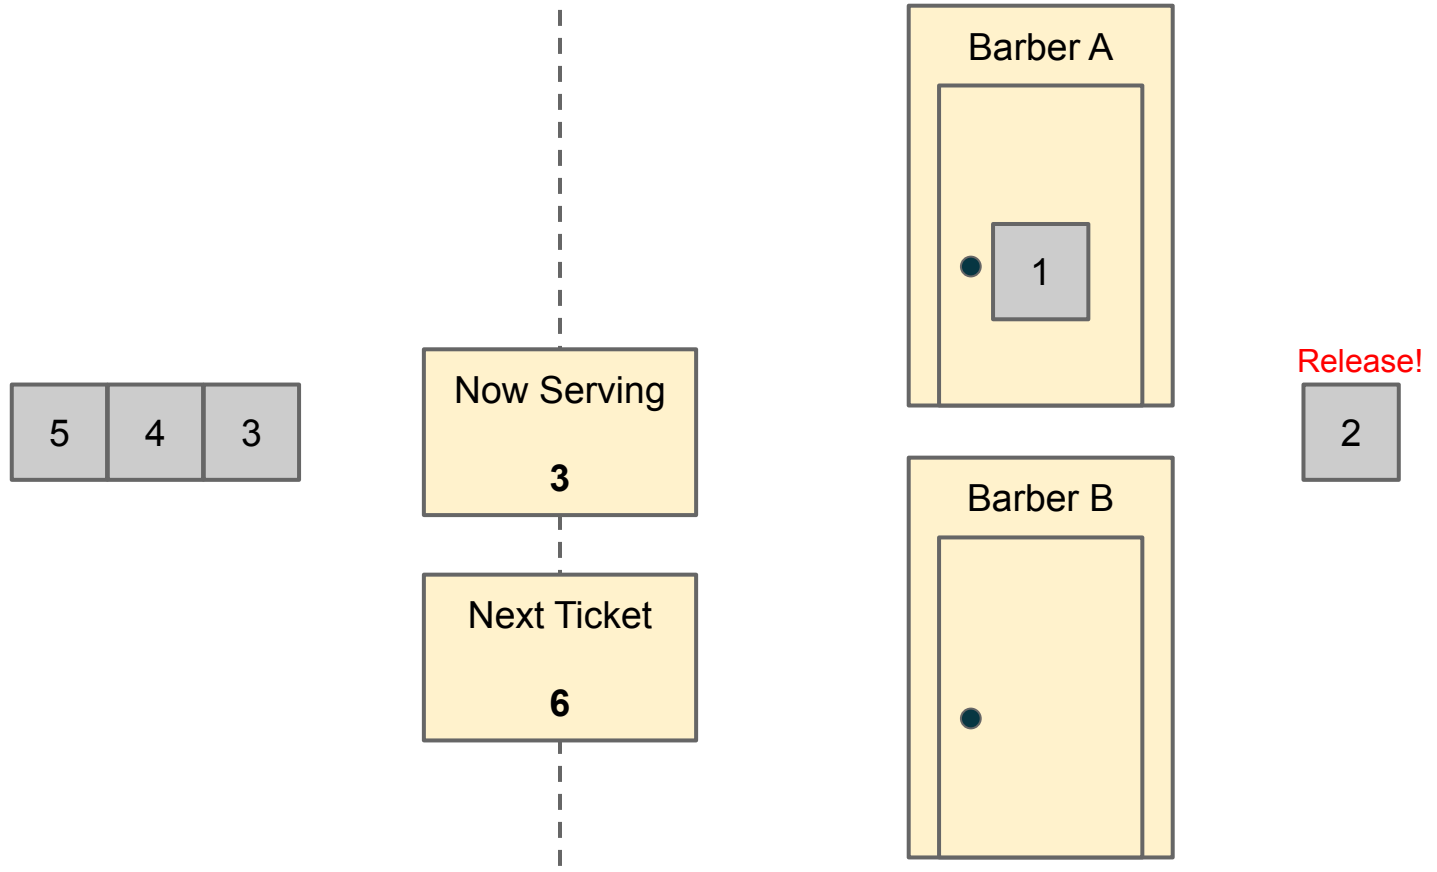 Barber A
1
Release!
Now Serving
5 4 3
2
3
Barber B
Next Ticket
6